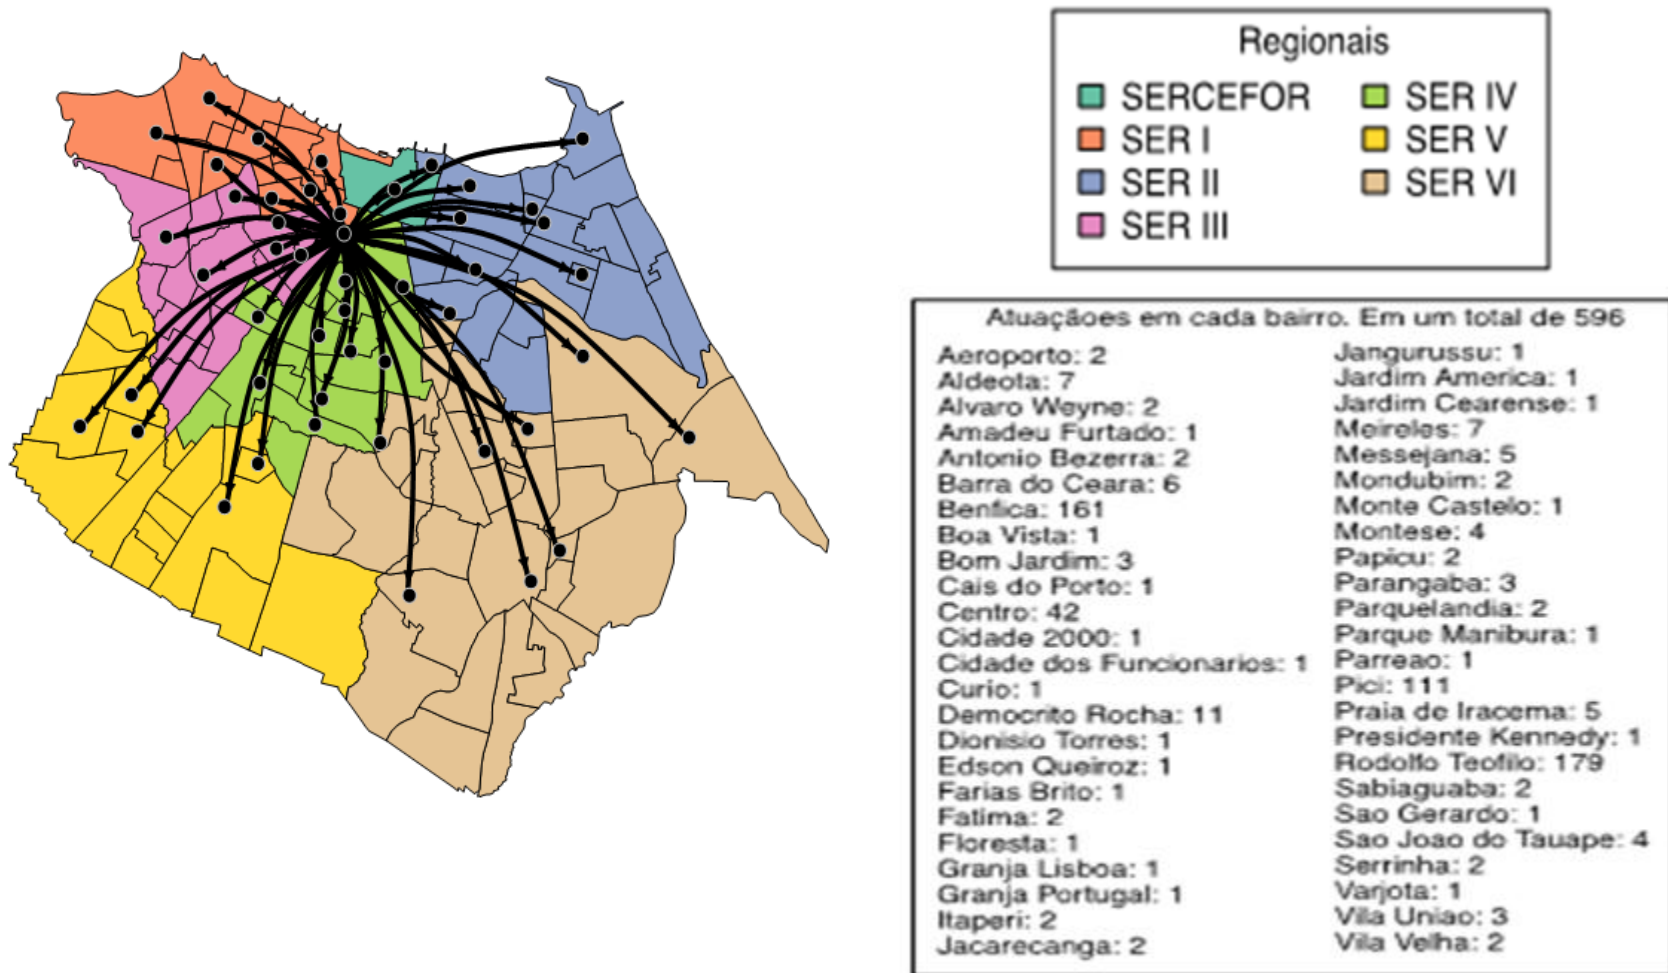 Regionais
SERCEFOR
SER I
SER II
SER III
SER IV
SER V
SER VI
Atuaçãoes em cada bairro. Em um total de 596
Aeroporto: 2
Aldeota: 7
Alvaro Weyne: 2
Amadeu Furtado: 1
Antonio Bezerra: 2
Barra do Ceara: 6
Benfica: 161
Boa Vista: 1
Bom Jardim: 3
Cais do Porto: 1
Centro: 42
Cidade 2000: 1
Cidade dos Funcionarios: 1
Curio: 1
Democrito Rocha: 11
Dionisio Torres: 1
Edson Queiroz: 1
Farias Brito: 1
Fatima: 2
Floresta: 1
Granja Lisboa: 1
Granja Portugal: 1
Itaperi: 2
Jacarecanga: 2
Jangurussu: 1
Jardim America: 1
Jardim Cearense: 1
Meireles: 7
Messejana: 5
Mondubim: 2
Monte Castelo: 1
Montese: 4
Papicu: 2
Parangaba: 3
Parquelandia: 2
Parque Manibura: 1
Parreao: 1
Pici: 111
Praia de Iracema: 5
Presidente Kennedy: 1
Rodolfo Teofilo: 179
Sabiaguaba: 2
Sao Gerardo: 1
Sao Joao do Tauape: 4
Serrinha: 2
Varjota: 1
Vila Uniao: 3
Vila Velha: 2